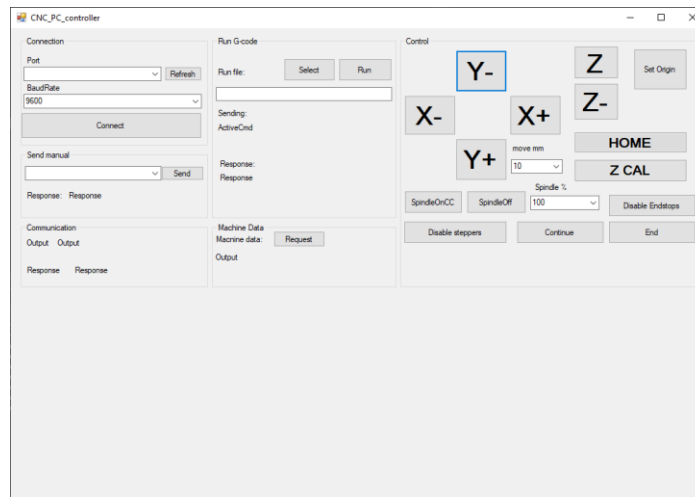 CNC_PC_controller
Connection
Port
Refresh
BaudRate
9600
Connect
Send manual
Send
Response: Response
Communication
Output Output
Response Response
Run G-code
Run file: Select Run
Sending:
ActiveCmd
Response:
Response
Machine Data
Macnine data: Request
Output
Control
Y-
Z
Set Origin
X-
X+
Z-
Y+
move mm
10
HOME
Z CAL
Spindle %
SpindleOnCC SpindleOff 100 Disable Endstops
Disable steppers Continue End